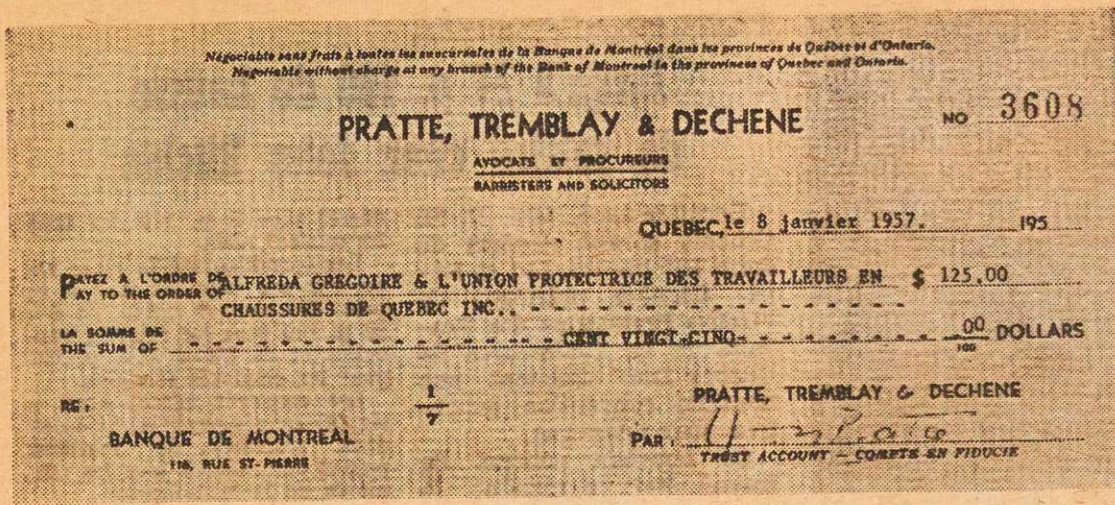 Négociable sans frais à toutes les succursales de la Banque de Montréal dans les provinces de Québec et d'Ontario.
Negotiable without charge at any branch of the Bank of Montreal in the provinces of Quebec and Ontario.
PRATTE, TREMBLAY & DECHENE
NO 3608
AVOCATS ET PROCUREURS
BARRISTERS AND SOLICITORS
QUEBEC, le 8 janvier 1957. 195
PAYEZ A L'ORDRE DE
PAY TO THE ORDER OF ALFREDA GREGOIRE & L'UNION PROTECTRICE DES TRAVAILLEURS EN $ 125.00
CHAUSSURES DE QUEBEC INC.. - - - - - - - - - - - - - - - -
LA SOMME DE
THE SUM OF - - - - - - - - - - - - - - - - - CENT VINGT-CINQ- - - - - - - - - - 00/100 DOLLARS
RE : 1/7
PRATTE, TREMBLAY & DECHENE
BANQUE DE MONTREAL
PAR :
116, RUE ST-PIERRE
TRUST ACCOUNT — COMPTE EN FIDUCIE